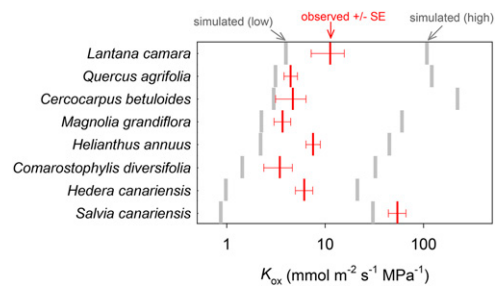 observed +/- SE
simulated (low)
simulated (high)
Lantana camara
Quercus agrifolia
Cercocarpus betuloides
Magnolia grandiflora
Helianthus annuus
Comarostophylis diversifolia
Hedera canariensis
Salvia canariensis
1 10 100
Kox (mmol m-2 s-1 MPa-1)